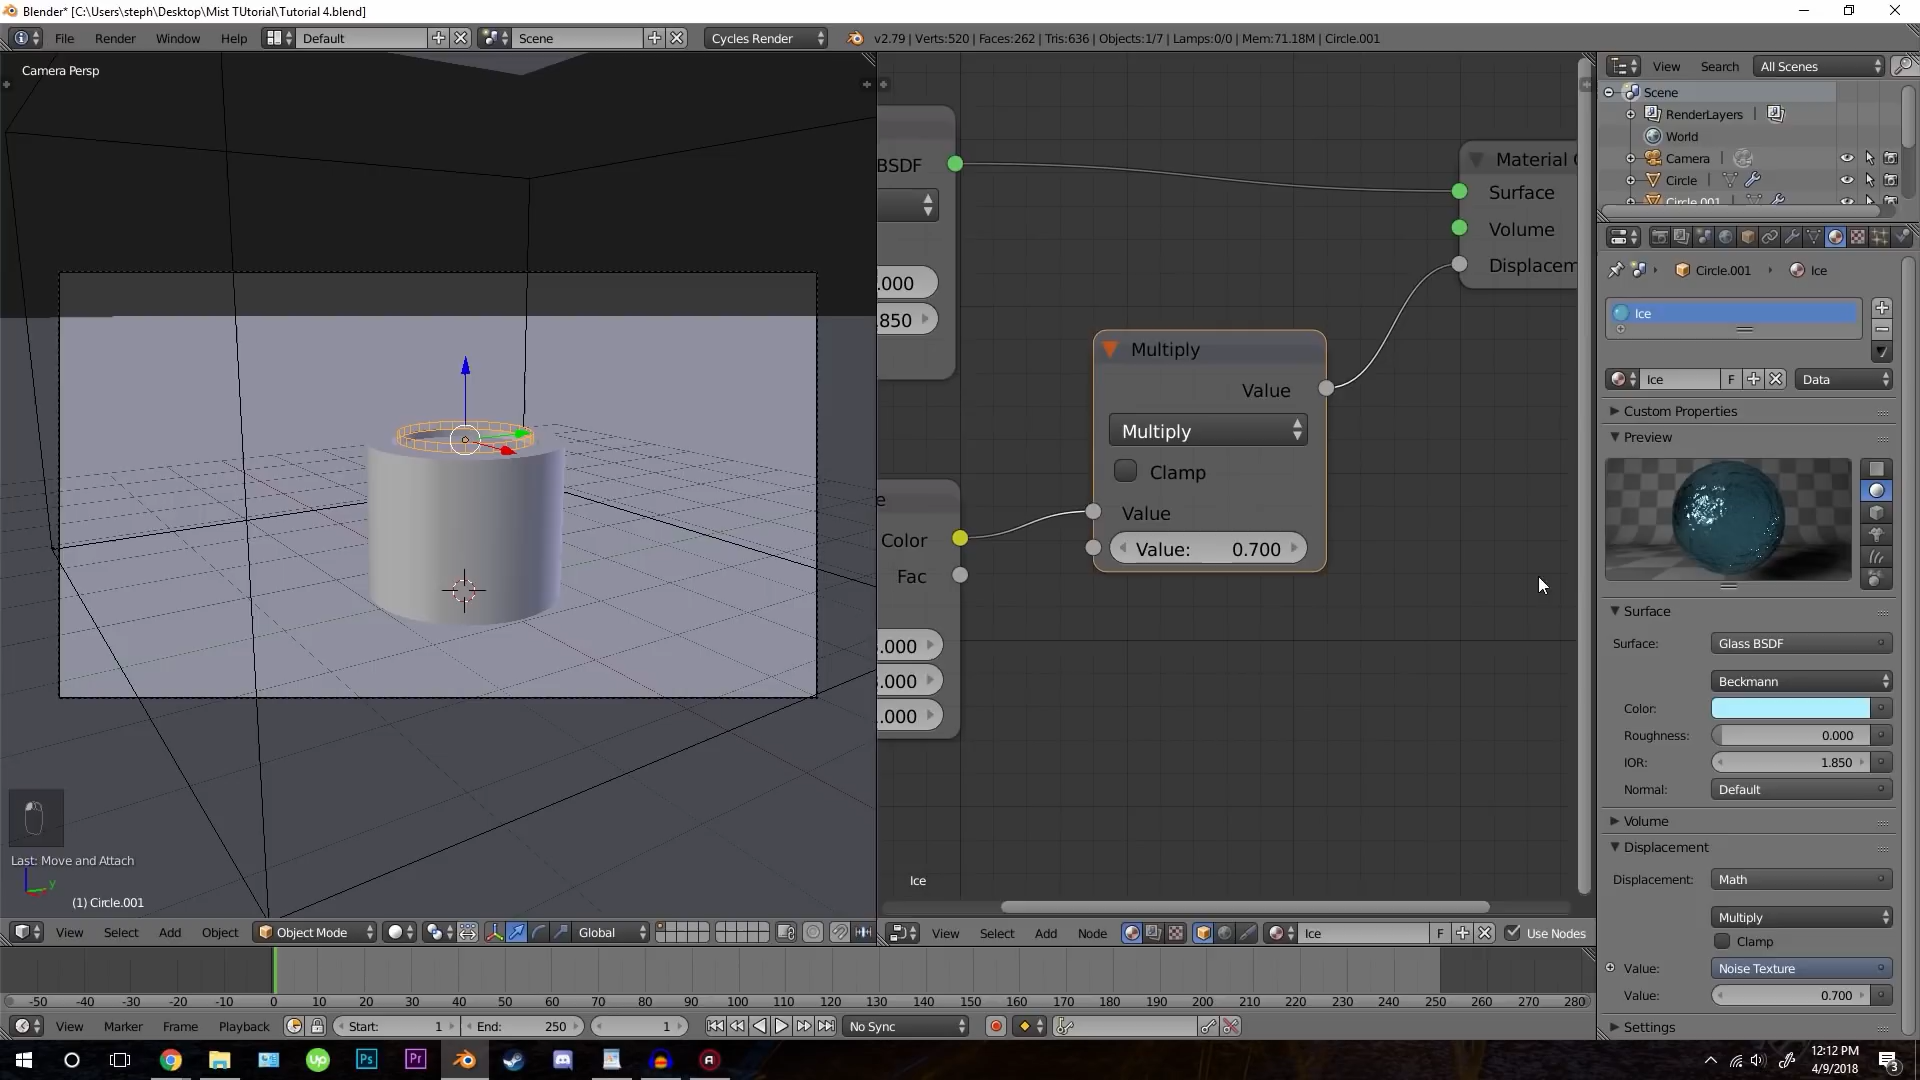 Blender* [C:\Users\steph\Desktop\Mist TUtorial\Tutorial 4.blend]
File Render Window Help Default Scene Cycles Render v2.79 | Verts:520 | Faces:262 | Tris:636 | Objects:1/7 | Lamps:0/0 | Mem:71.18M | Circle.001
Camera Persp
Last: Move and Attach
(1) Circle.001
View Select Add Object Object Mode Global
BSDF
.000
.850
Color
Fac
.000
.000
.000
Multiply
Value
Multiply
Clamp
Value
Value: 0.700
Material
Surface
Volume
Displacem
Ice
View Select Add Node Ice F Use Nodes
View Search All Scenes
Scene
RenderLayers |
World
Camera |
Circle |
Circle.001
Circle.001 Ice
Ice
Ice F Data
Custom Properties
Preview
Surface
Surface: Glass BSDF
Beckmann
Color:
Roughness: 0.000
IOR: 1.850
Normal: Default
Volume
Displacement
Displacement: Math
Multiply
Clamp
Value: Noise Texture
Value: 0.700
Settings
-50 -40 -30 -20 -10 0 10 20 30 40 50 60 70 80 90 100 110 120 130 140 150 160 170 180 190 200 210 220 230 240 250 260 270 280
View Marker Frame Playback Start: 1 End: 250 1 No Sync
Up Ps Pr
12:12 PM
4/9/2018
3